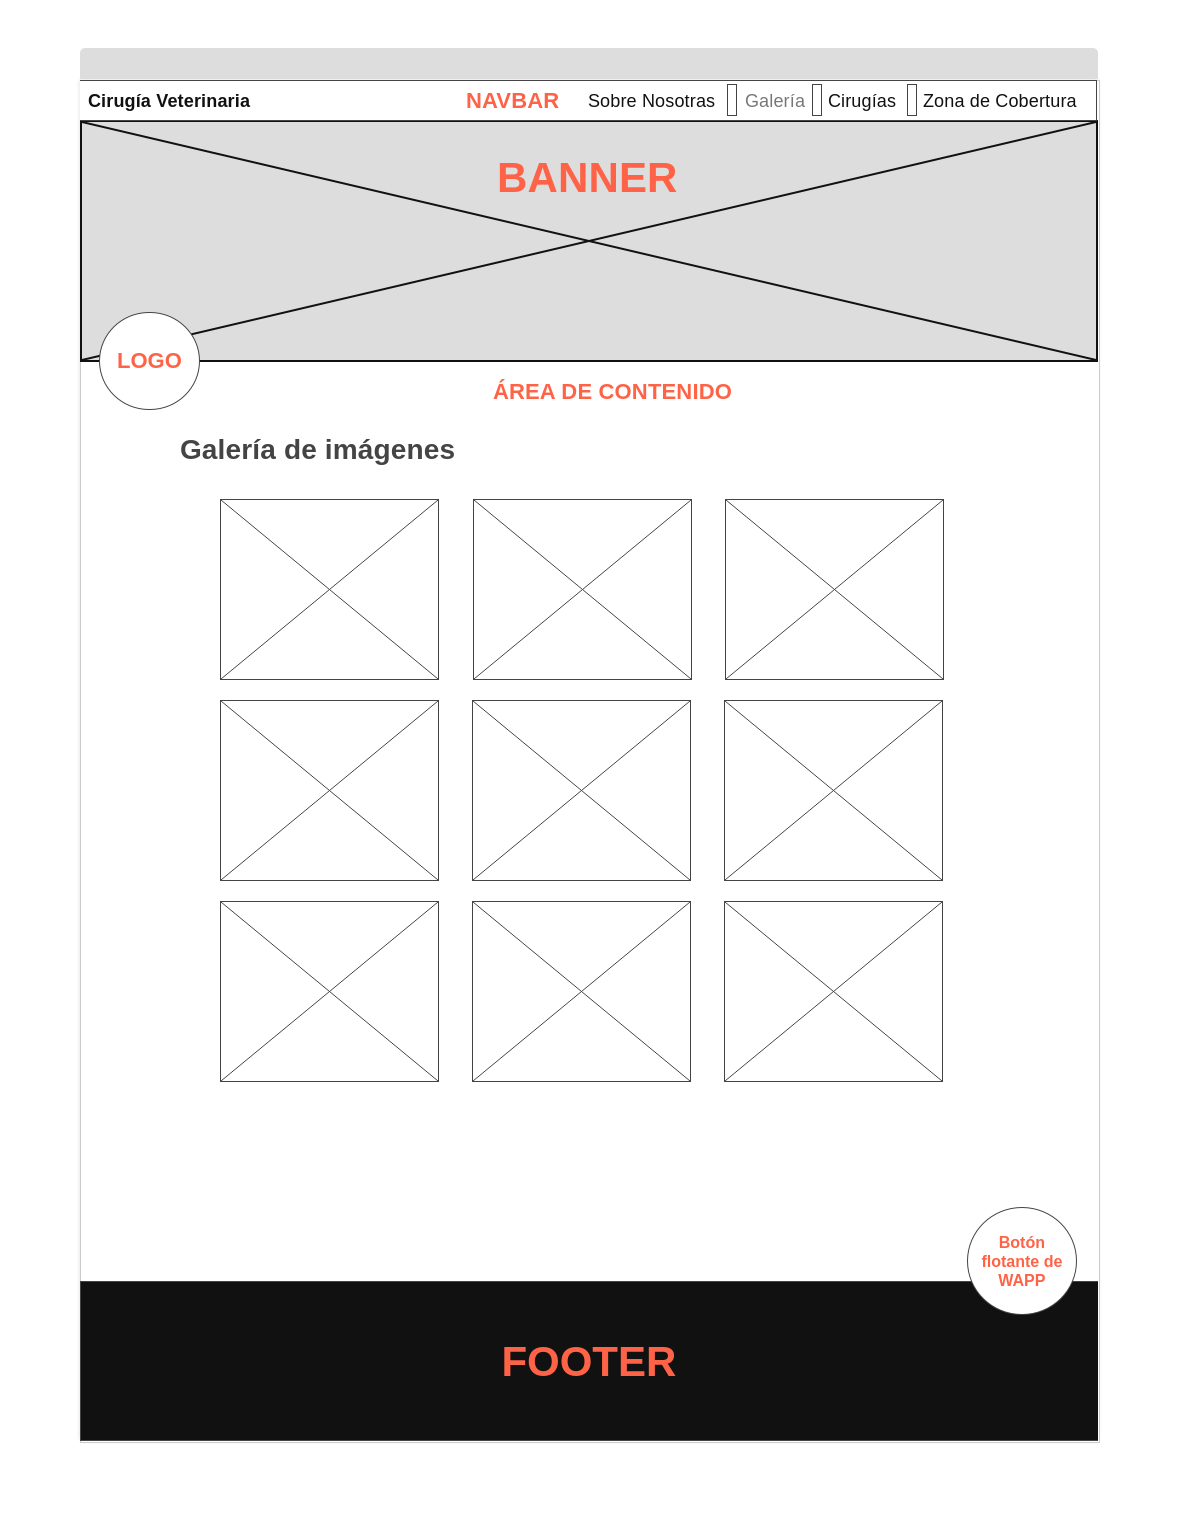 Cirugía Veterinaria NAVBAR Sobre Nosotras Galería Cirugías Zona de Cobertura
BANNER
LOGO
ÁREA DE CONTENIDO
Galería de imágenes
Botón
flotante de
WAPP
FOOTER